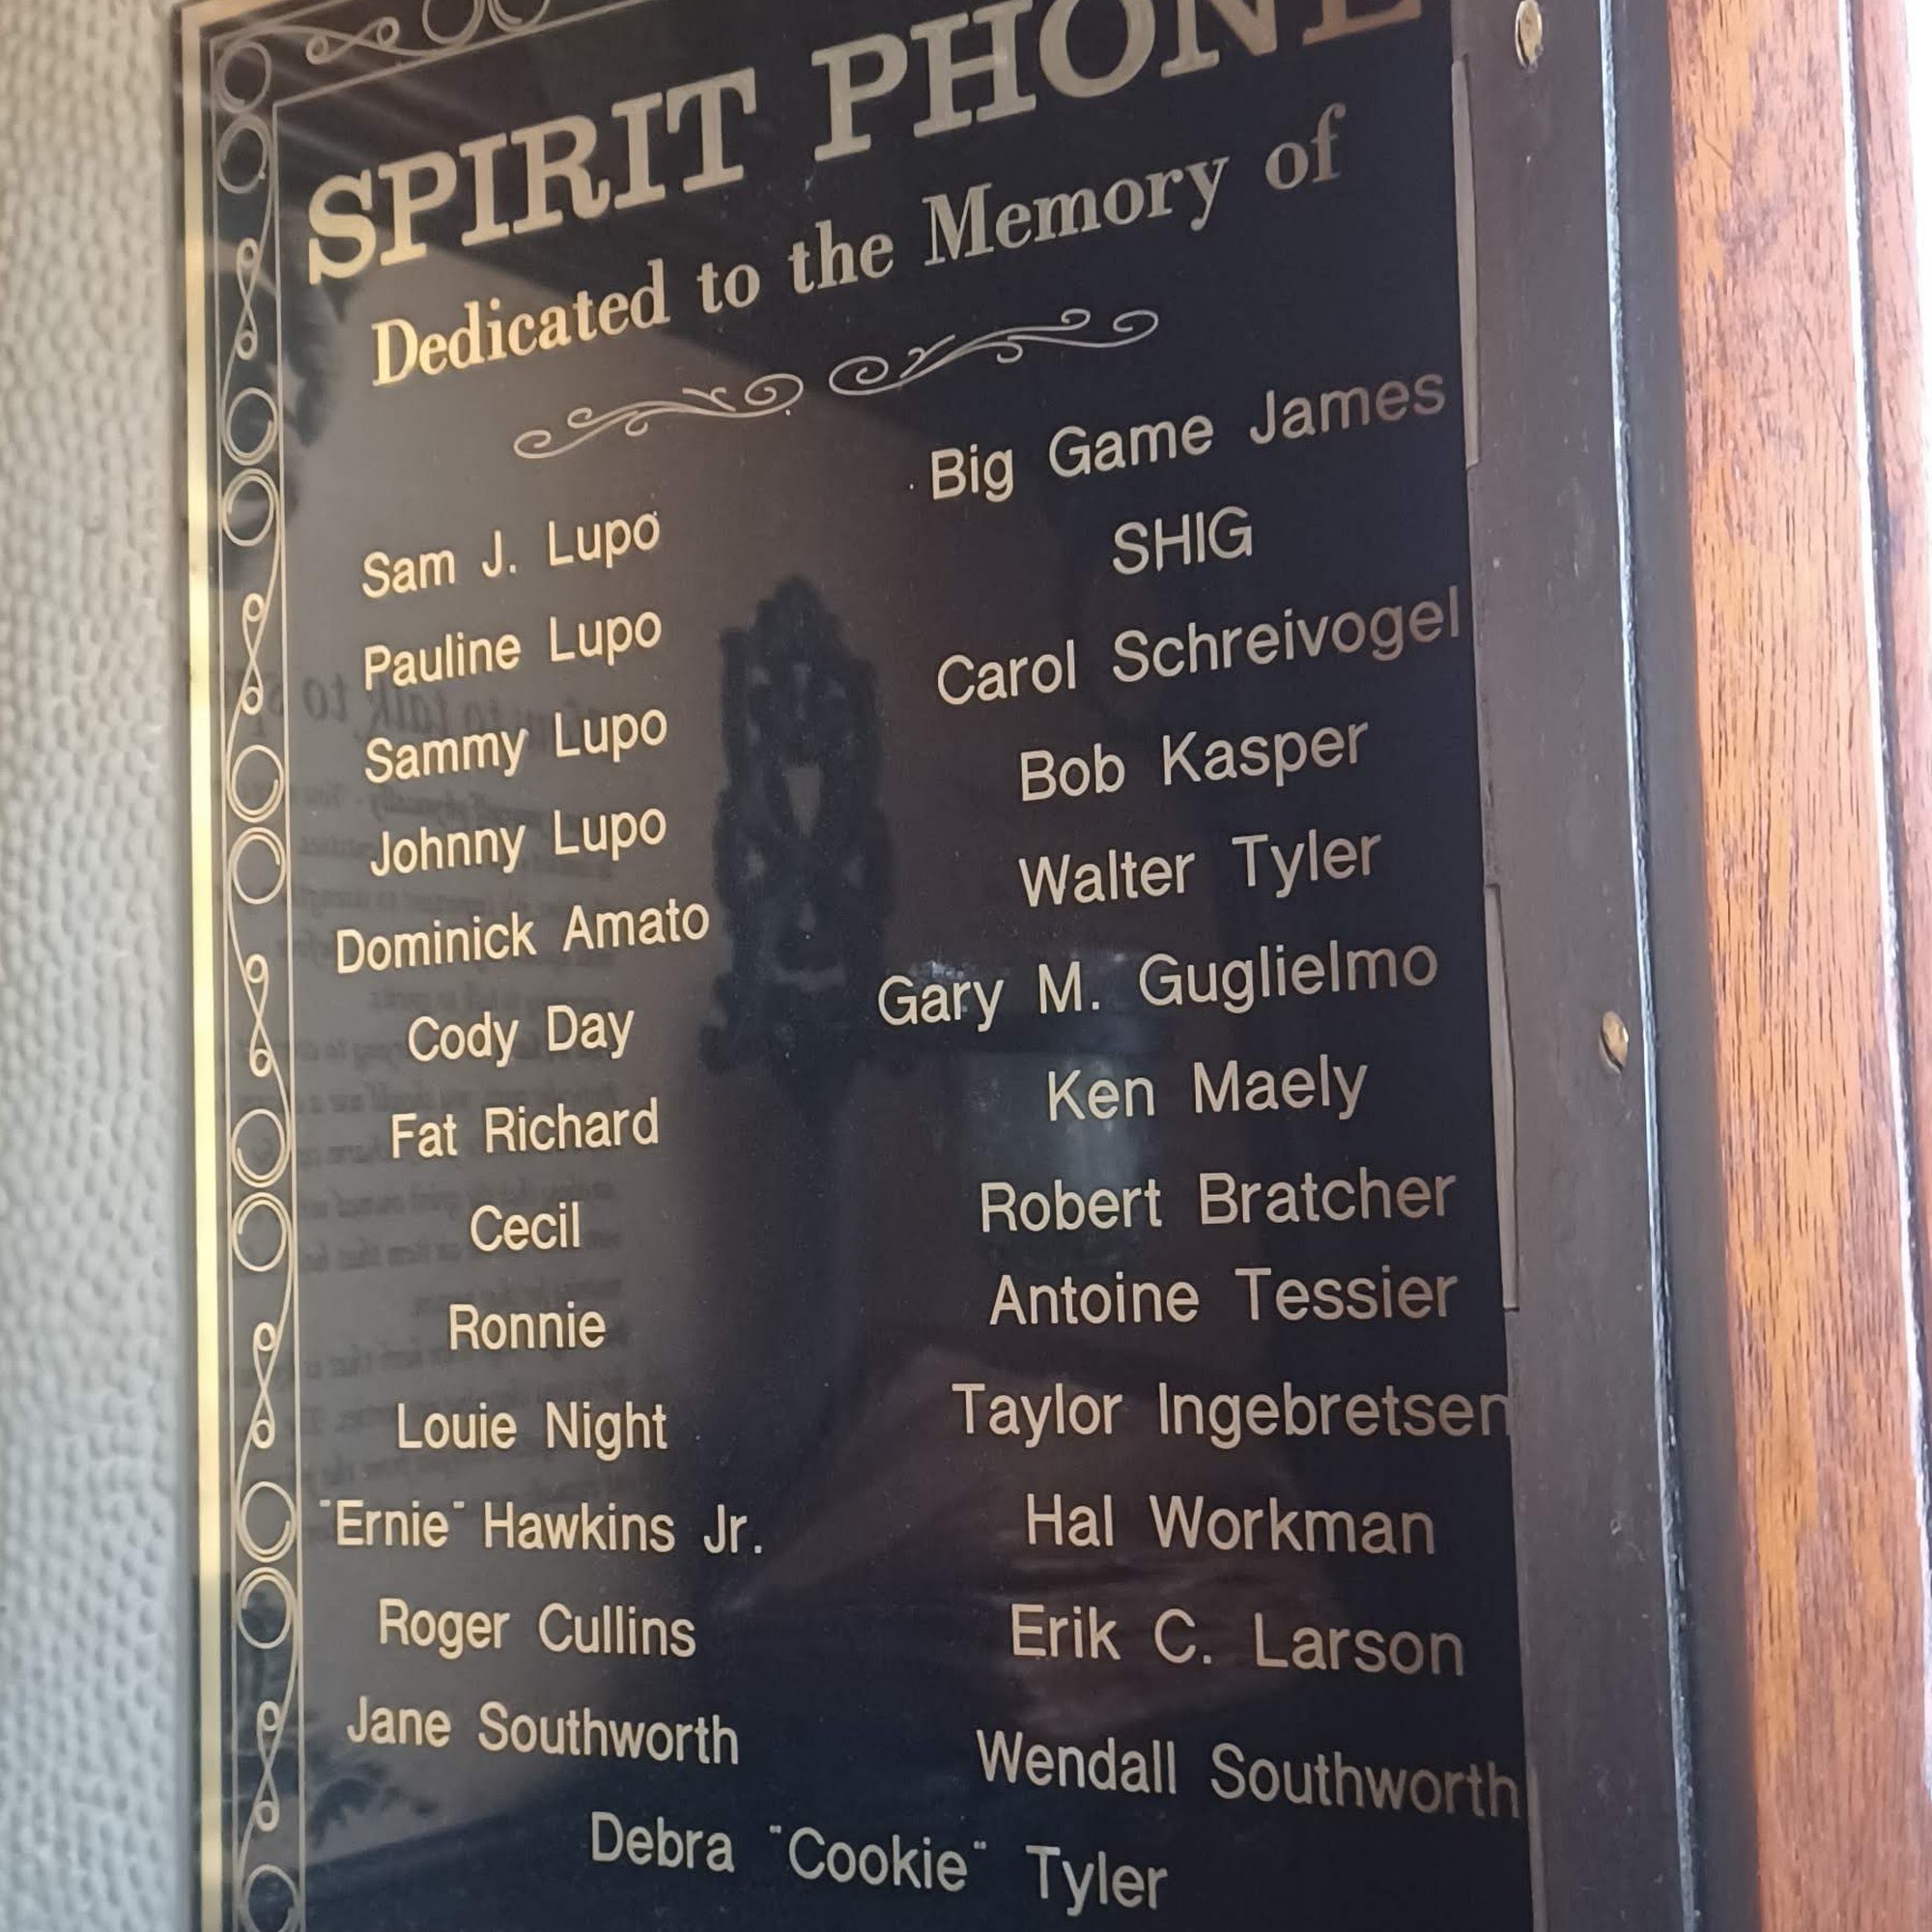 SPIRIT PHONE
Dedicated to the Memory of
Sam J. Lupo
Pauline Lupo
Sammy Lupo
Johnny Lupo
Dominick Amato
Cody Day
Fat Richard
Cecil
Ronnie
Louie Night
"Ernie" Hawkins Jr.
Roger Cullins
Jane Southworth
Big Game James
SHIG
Carol Schreivogel
Bob Kasper
Walter Tyler
Gary M. Guglielmo
Ken Maely
Robert Bratcher
Antoine Tessier
Taylor Ingebretsen
Hal Workman
Erik C. Larson
Wendall Southworth
Debra "Cookie" Tyler